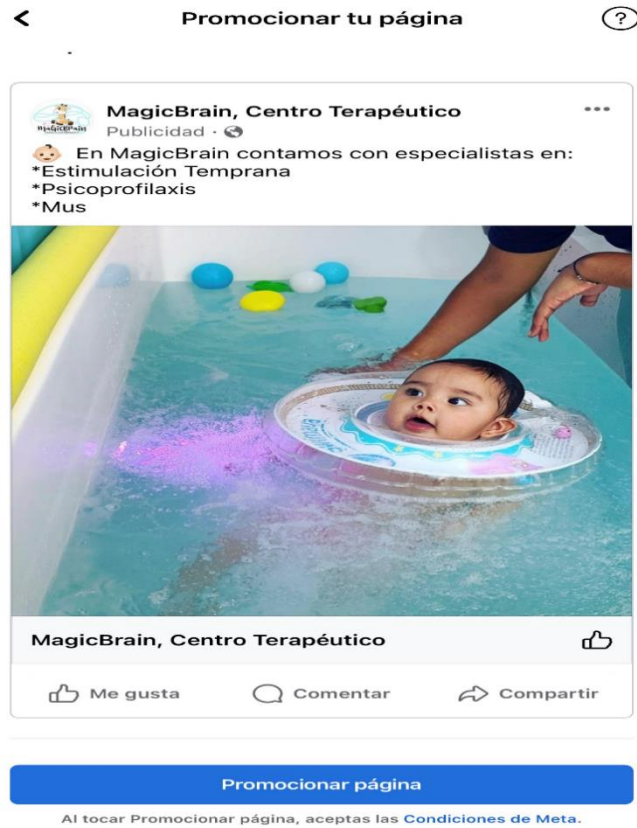 Promocionar tu página
?
MagicBrain, Centro Terapéutico
Publicidad ·
En MagicBrain contamos con especialistas en:
*Estimulación Temprana
*Psicoprofilaxis
*Mus
MagicBrain, Centro Terapéutico
Me gusta
Comentar
Compartir
Promocionar página
Al tocar Promocionar página, aceptas las Condiciones de Meta.